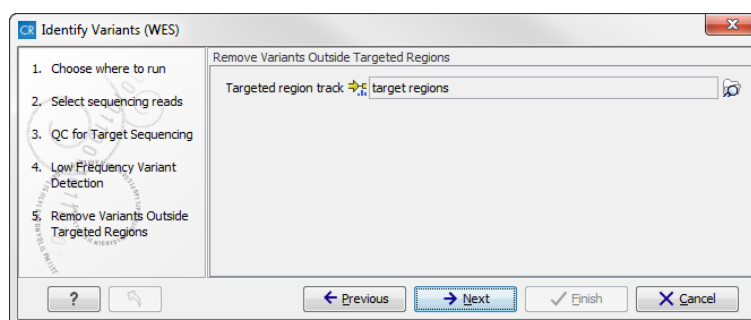 CR Identify Variants (WES)
X
1. Choose where to run
2. Select sequencing reads
3. QC for Target Sequencing
4. Low Frequency Variant
Detection
5. Remove Variants Outside
Targeted Regions
Remove Variants Outside Targeted Regions
Targeted region track target regions
? Previous Next Finish Cancel